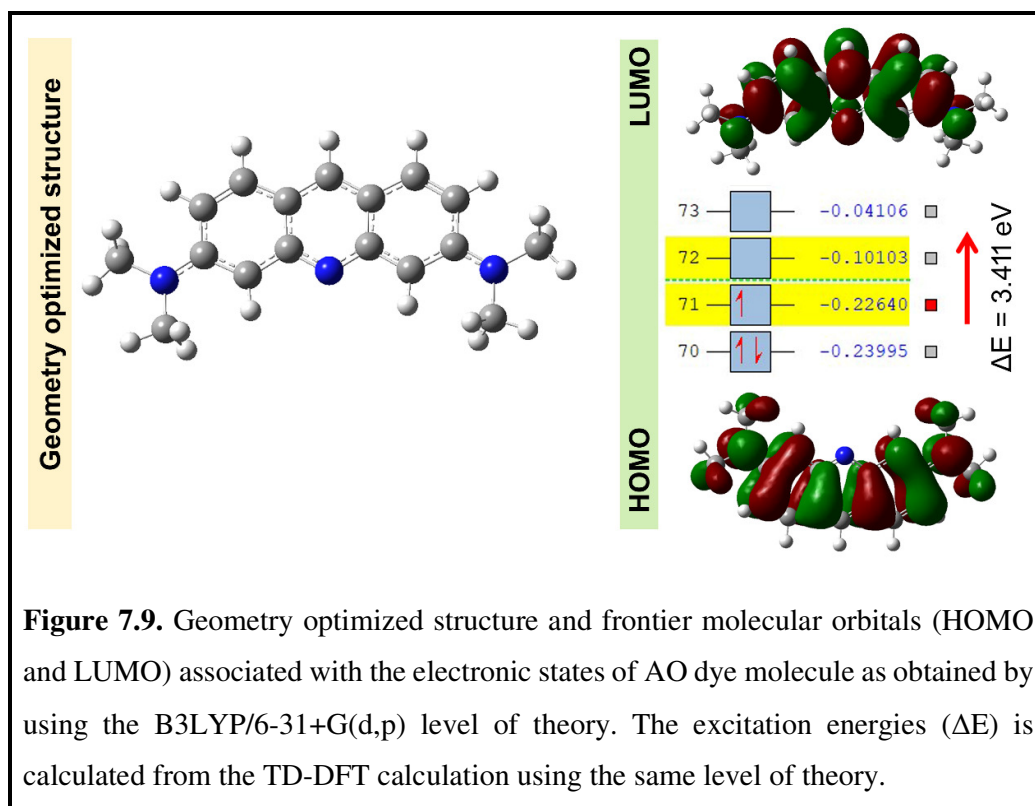 Geometry optimized structure
LUMO
73 -0.04106
72 -0.10103
71 -0.22640
70 -0.23995
ΔE = 3.411 eV
HOMO
Figure 7.9. Geometry optimized structure and frontier molecular orbitals (HOMO
and LUMO) associated with the electronic states of AO dye molecule as obtained by
using the B3LYP/6-31+G(d,p) level of theory. The excitation energies (ΔE) is
calculated from the TD-DFT calculation using the same level of theory.